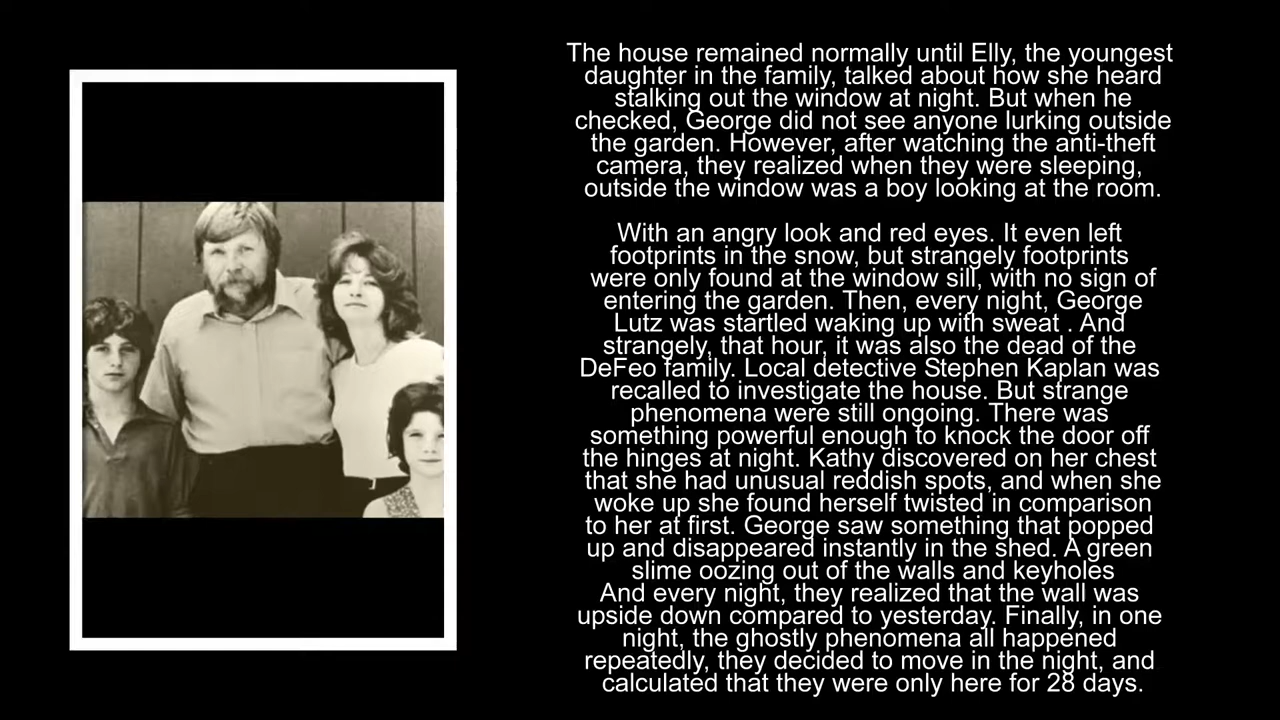 The house remained normally until Elly, the youngest
daughter in the family, talked about how she heard
stalking out the window at night. But when he
checked, George did not see anyone lurking outside
the garden. However, after watching the anti-theft
camera, they realized when they were sleeping,
outside the window was a boy looking at the room.
With an angry look and red eyes. It even left
footprints in the snow, but strangely footprints
were only found at the window sill, with no sign of
entering the garden. Then, every night, George
Lutz was startled waking up with sweat . And
strangely, that hour, it was also the dead of the
DeFeo family. Local detective Stephen Kaplan was
recalled to investigate the house. But strange
phenomena were still ongoing. There was
something powerful enough to knock the door off
the hinges at night. Kathy discovered on her chest
that she had unusual reddish spots, and when she
woke up she found herself twisted in comparison
to her at first. George saw something that popped
up and disappeared instantly in the shed. A green
slime oozing out of the walls and keyholes
And every night, they realized that the wall was
upside down compared to yesterday. Finally, in one
night, the ghostly phenomena all happened
repeatedly, they decided to move in the night, and
calculated that they were only here for 28 days.